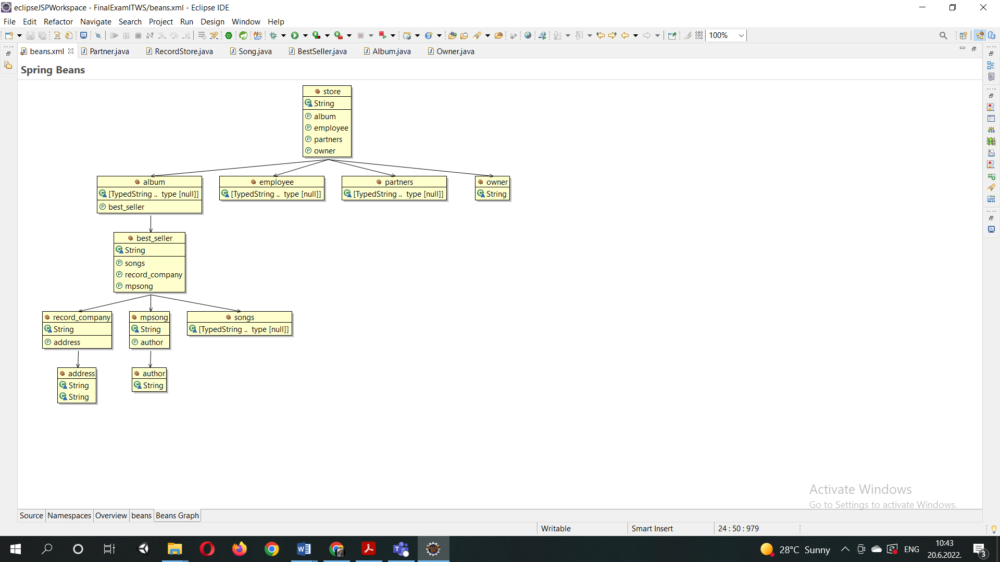 eclipseJSPWorkspace - FinalExamITWS/beans.xml - Eclipse IDE
File Edit Refactor Navigate Search Project Run Design Window Help
100%
beans.xml Partner.java RecordStore.java Song.java BestSeller.java Album.java Owner.java
Spring Beans
store
String
album
employee
partners
owner
album
[TypedString .. type [null]]
best_seller
employee
[TypedString .. type [null]]
partners
[TypedString .. type [null]]
owner
String
best_seller
String
songs
record_company
mpsong
record_company
String
address
mpsong
String
author
songs
[TypedString .. type [null]]
address
String
String
author
String
Activate Windows
Go to Settings to activate Windows.
Source Namespaces Overview beans Beans Graph
Writable Smart Insert 24 : 50 : 979
28°C Sunny ENG
10:43
20.6.2022.
3